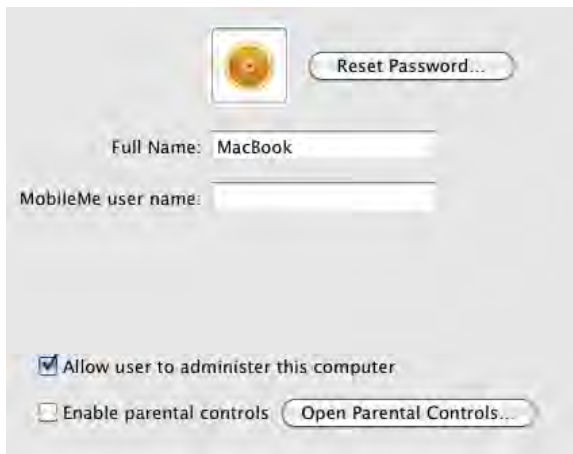 Reset Password...
Full Name: MacBook
MobileMe user name:
Allow user to administer this computer
Enable parental controls Open Parental Controls...